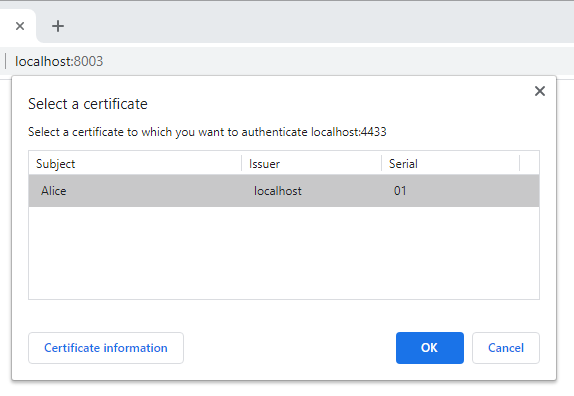 localhost:8003
Select a certificate
Select a certificate to which you want to authenticate localhost:4433
Subject Issuer Serial
Alice localhost 01
Certificate information OK Cancel